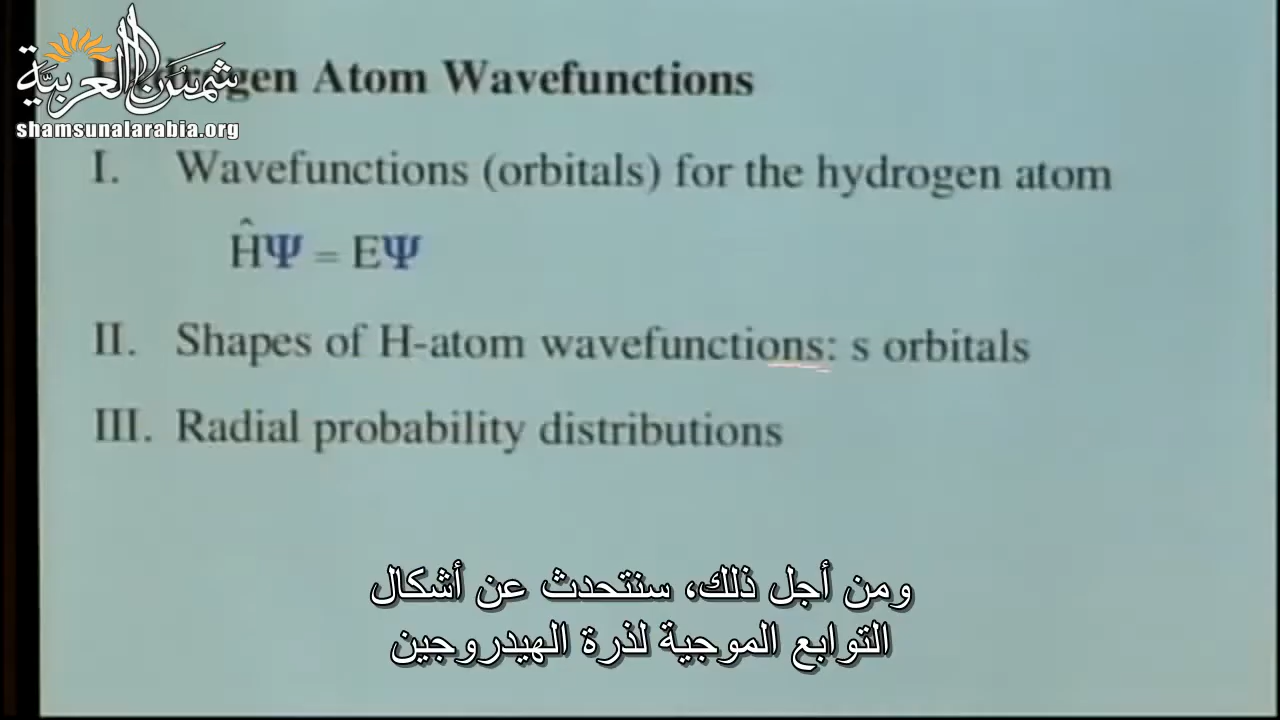 شمس العربية
shamsunalarabia.org
Hydrogen Atom Wavefunctions
I. Wavefunctions (orbitals) for the hydrogen atom
ĤΨ = EΨ
II. Shapes of H-atom wavefunctions: s orbitals
III. Radial probability distributions
ومن أجل ذلك، سنتحدث عن أشكال
التوابع الموجية لذرة الهيدروجين